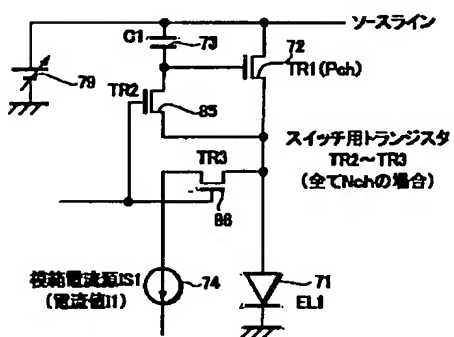 ソースライン
C1
73
72
TR1(Pch)
79
TR2
85
スイッチ用トランジスタ
TR2~TR3
(全てNchの場合)
TR3
86
視範電流源IS1
(電流値I1)
74
71
EL1